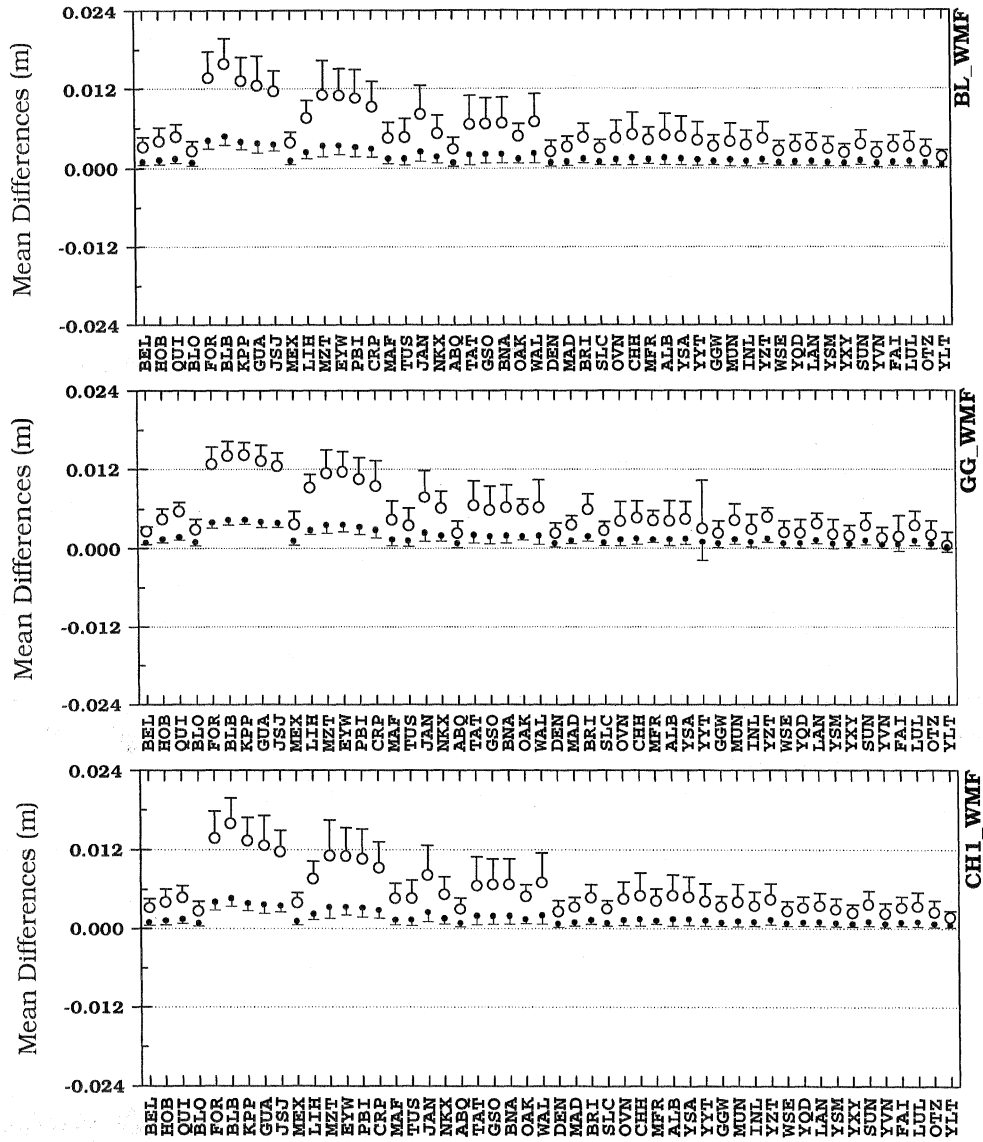 0.024
0.012
0.000
-0.012
-0.024
Mean Differences (m)
BL_WMF
BEL HOB QUI BLO FOR BLB KPP GUA JSJ MEX LIH MZT EYW PBI CRP MAF TUS JAN NKX ABQ TAT GSO BNA OAK WAL DEN MAD BRI SLC OVN CHH MFR ALB YSA YYT GGW MUN INL YZT WSE YQD LAN YSM YXY SUN YVN FAI LUL OTZ YLT
0.024
0.012
0.000
-0.012
-0.024
Mean Differences (m)
GG_WMF
BEL HOB QUI BLO FOR BLB KPP GUA JSJ MEX LIH MZT EYW PBI CRP MAF TUS JAN NKX ABQ TAT GSO BNA OAK WAL DEN MAD BRI SLC OVN CHH MFR ALB YSA YYT GGW MUN INL YZT WSE YQD LAN YSM YXY SUN YVN FAI LUL OTZ YLT
0.024
0.012
0.000
-0.012
-0.024
Mean Differences (m)
CH1_WMF
BEL HOB QUI BLO FOR BLB KPP GUA JSJ MEX LIH MZT EYW PBI CRP MAF TUS JAN NKX ABQ TAT GSO BNA OAK WAL DEN MAD BRI SLC OVN CHH MFR ALB YSA YYT GGW MUN INL YZT WSE YQD LAN YSM YXY SUN YVN FAI LUL OTZ YLT